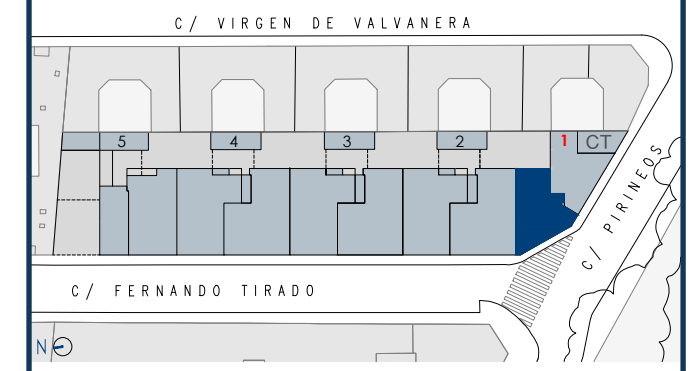 C/ VIRGEN DE VALVANERA
5 4 3 2 1 CT
C/ PIRINEOS
C/ FERNANDO TIRADO
N